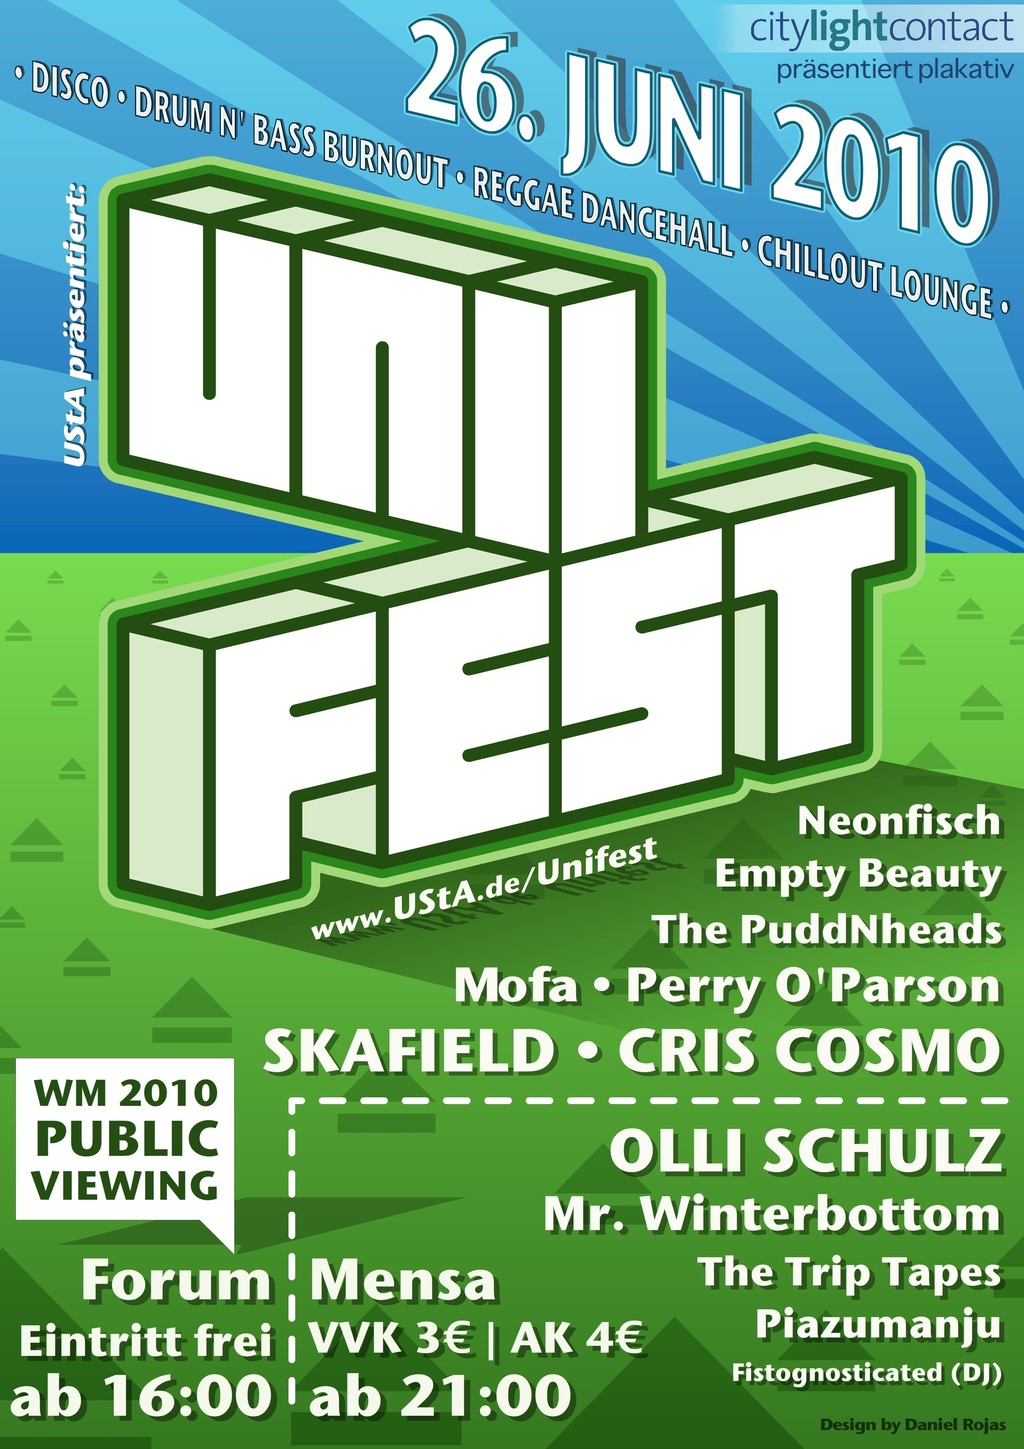 citylightcontact
präsentiert plakativ
26. JUNI 2010
• DISCO • DRUM N' BASS BURNOUT • REGGAE DANCEHALL • CHILLOUT LOUNGE •
UStA präsentiert:
UNI
FEST
www.UStA.de/Unifest
Neonfisch
Empty Beauty
The PuddNheads
Mofa • Perry O'Parson
SKAFIELD • CRIS COSMO
WM 2010
PUBLIC
VIEWING
Forum
Eintritt frei
ab 16:00
OLLI SCHULZ
Mr. Winterbottom
The Trip Tapes
Piazumanju
Fistognosticated (DJ)
Mensa
VVK 3€ | AK 4€
ab 21:00
Design by Daniel Rojas